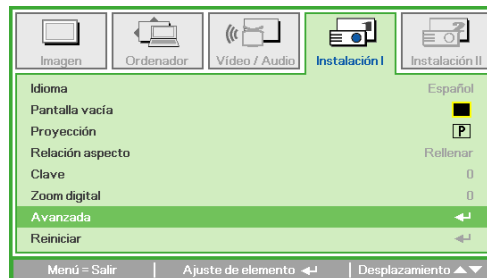 Imagen Ordenador Vídeo / Audio Instalación I Instalación II
Idioma Español
Pantalla vacía
Proyección P
Relación aspecto Rellenar
Clave 0
Zoom digital 0
Avanzada
Reiniciar
Menú = Salir Ajuste de elemento Desplazamiento